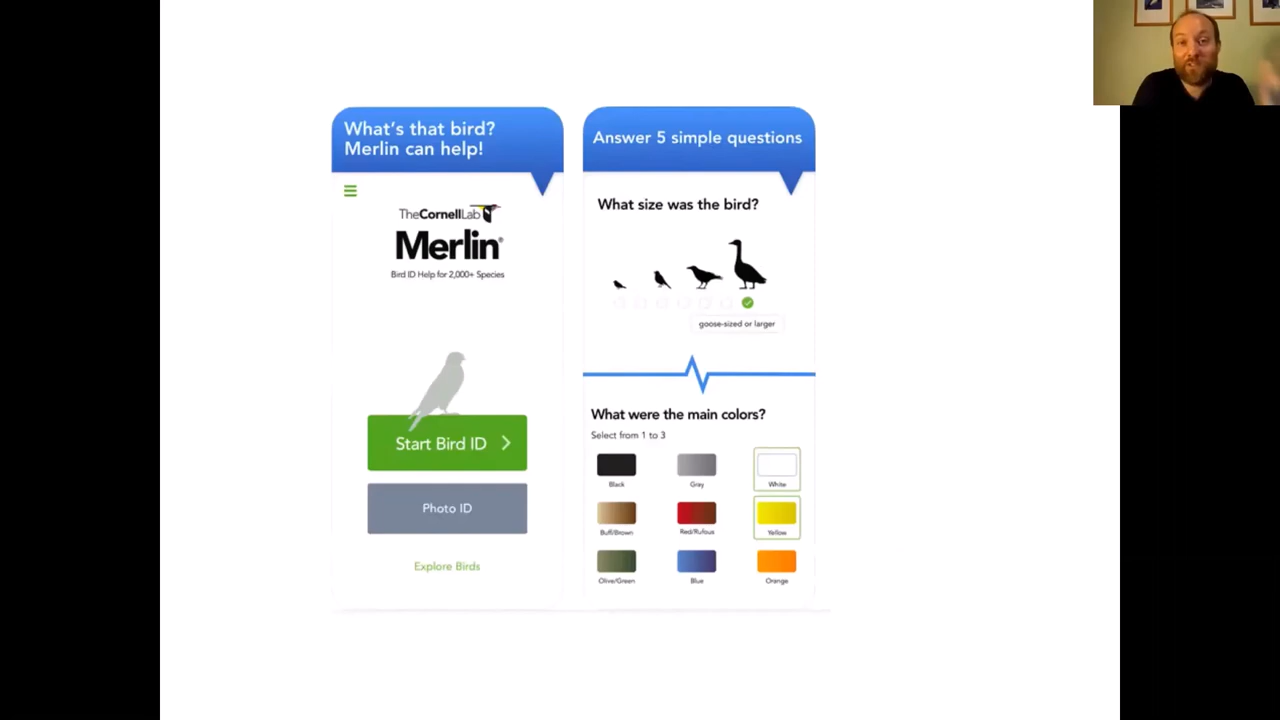 What's that bird?
Merlin can help!
TheCornellLab
Merlin®
Bird ID Help for 2,000+ Species
Start Bird ID
Photo ID
Explore Birds
Answer 5 simple questions
What size was the bird?
goose-sized or larger
What were the main colors?
Select from 1 to 3
Black
Gray
White
Buff/Brown
Red/Rufous
Yellow
Olive/Green
Blue
Orange